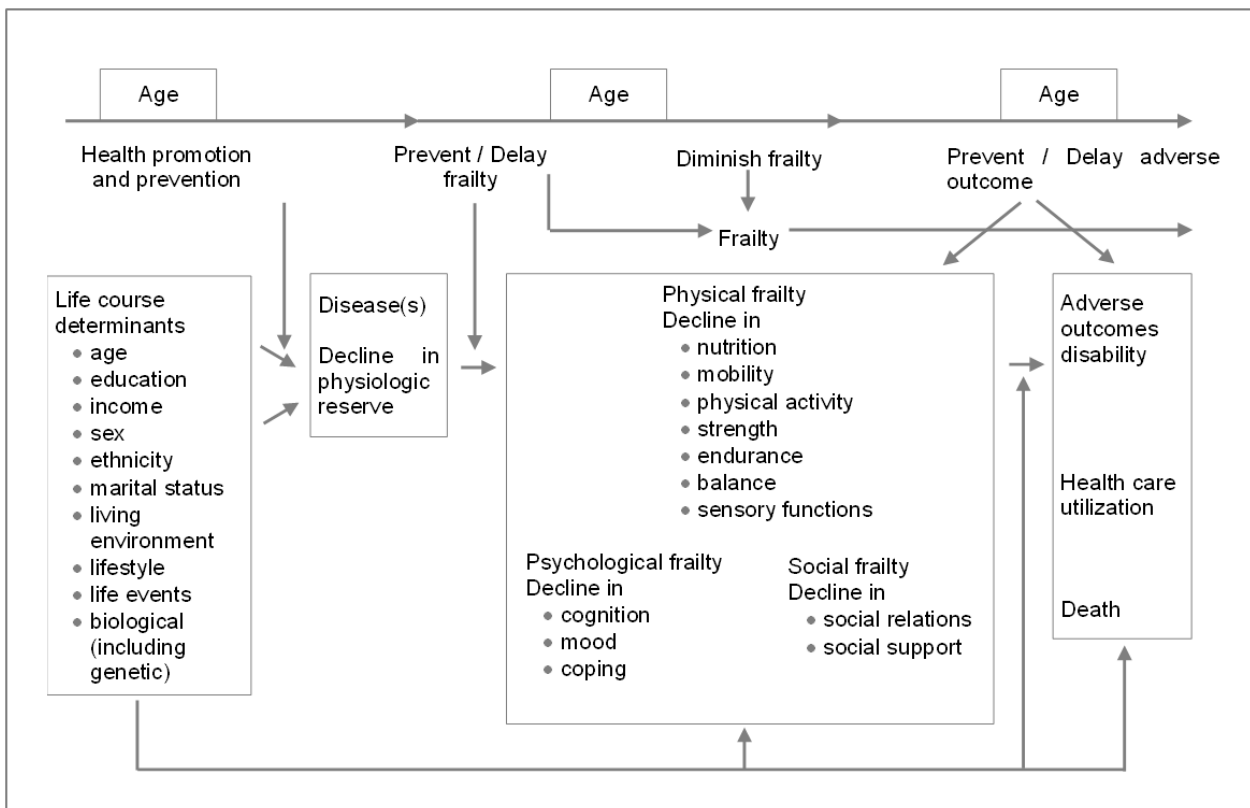 Age
Age
Age
Health promotion
and prevention
Prevent / Delay
frailty
Diminish frailty
Prevent / Delay adverse
outcome
Frailty
Life course
determinants
age
education
income
sex
ethnicity
marital status
living
environment
lifestyle
life events
biological
(including
genetic)
Disease(s)
Decline in
physiologic
reserve
Physical frailty
Decline in
nutrition
mobility
physical activity
strength
endurance
balance
sensory functions
Psychological frailty
Decline in
cognition
mood
coping
Social frailty
Decline in
social relations
social support
Adverse
outcomes
disability
Health care
utilization
Death